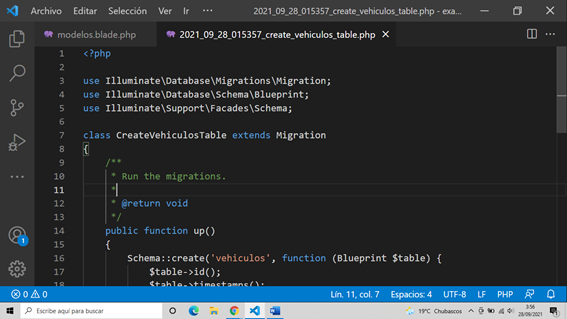 Archivo Editar Selección Ver Ir ··· 2021_09_28_015357_create_vehiculos_table.php - exa...
modelos.blade.php 2021_09_28_015357_create_vehiculos_table.php
1 <?php
2
3 use Illuminate\Database\Migrations\Migration;
4 use Illuminate\Database\Schema\Blueprint;
5 use Illuminate\Support\Facades\Schema;
6
7 class CreateVehiculosTable extends Migration
8 {
9 /**
10 * Run the migrations.
11 *
12 * @return void
13 */
14 public function up()
15 {
16 Schema::create('vehiculos', function (Blueprint $table) {
17 $table->id();
18 $table->timestamps();
1
0 0 Lín. 11, col. 7 Espacios: 4 UTF-8 LF PHP
Escribe aquí para buscar 19°C Chubascos 3:56
28/09/2021